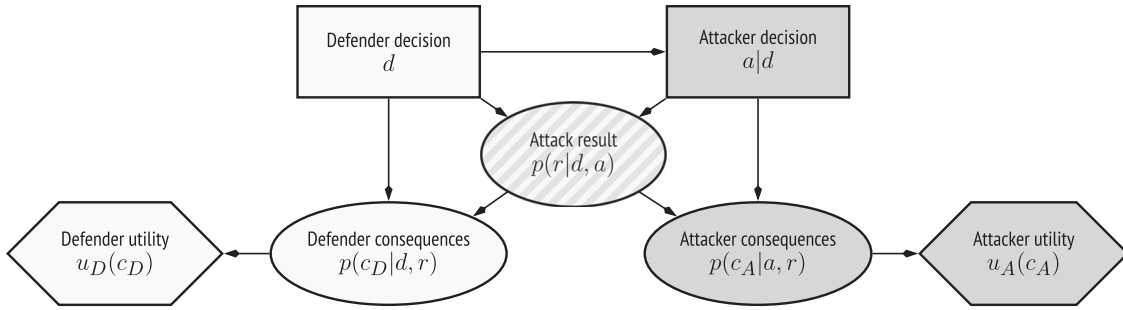 Defender decision
d
Attacker decision
a|d
Attack result
p(r|d, a)
Defender utility
u_D(c_D)
Defender consequences
p(c_D|d, r)
Attacker consequences
p(c_A|a, r)
Attacker utility
u_A(c_A)